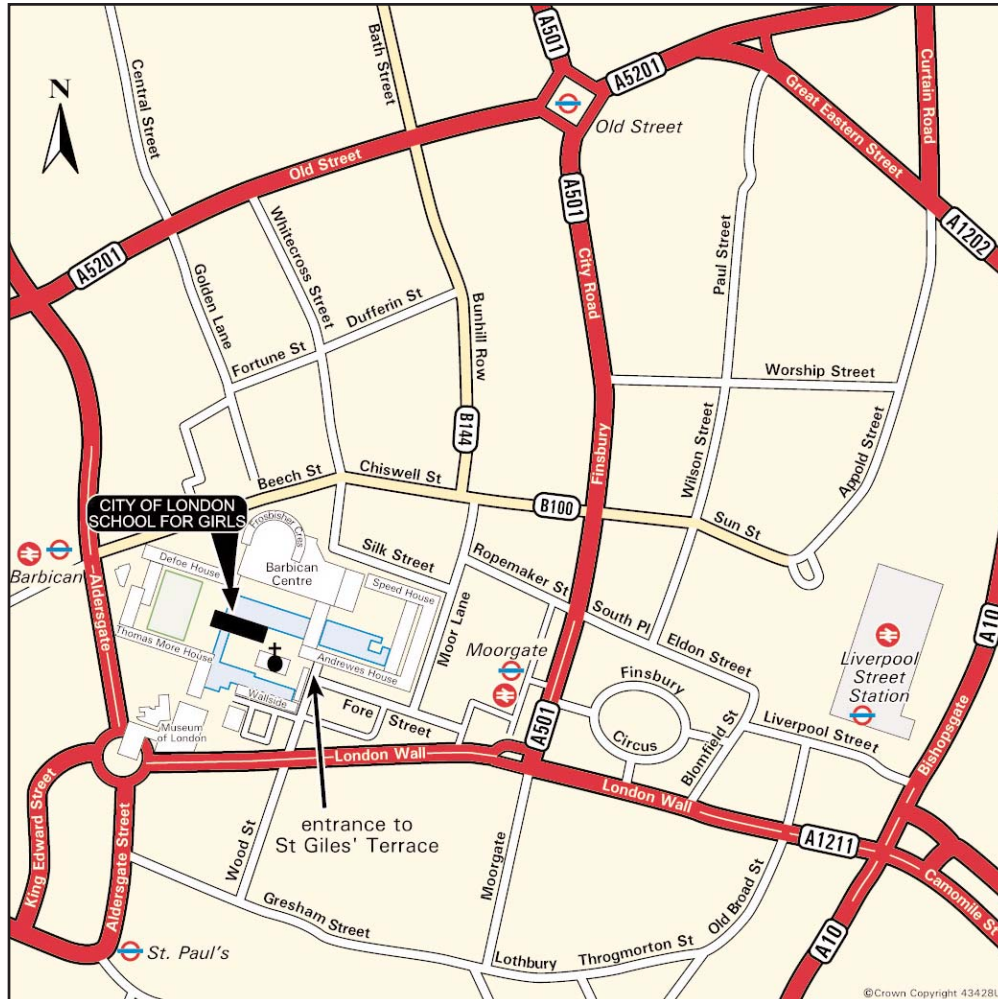 A501
A5201
Bath Street
Central Street
N
Old Street
Great Eastern Street
Curtain Road
Old Street
A501
A1202
A5201
Whitecross Street
Golden Lane
City Road
Paul Street
Dufferin St
Bunhill Row
Fortune St
Finsbury
Worship Street
B144
Wilson Street
Appold Street
Beech St
Chiswell St
B100
Sun St
CITY OF LONDON
SCHOOL FOR GIRLS
Frosbisher Cres
Barbican
Centre
Silk Street
Ropemaker St
Speed House
Defoe House
Barbican
Aldersgate
Moor Lane
South Pl
Eldon Street
Thomas More House
Andrewes House
Moorgate
Finsbury
Circus
Liverpool
Street
Station
A10
Wallside
Fore Street
Museum
of London
A501
Blomfield St
Liverpool Street
Bishopsgate
London Wall
London Wall
A1211
King Edward Street
Aldersgate Street
Wood St
entrance to
St Giles' Terrace
Moorgate
Old Broad St
Camomile St
Gresham Street
St. Paul's
Lothbury
Throgmorton St
A10
©Crown Copyright 43428U